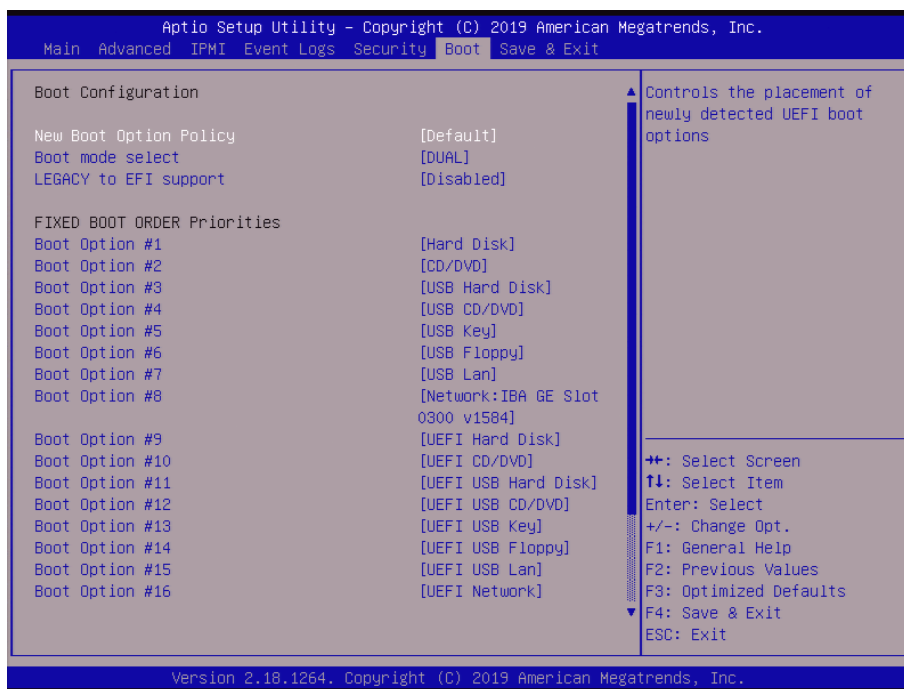 Aptio Setup Utility – Copyright (C) 2019 American Megatrends, Inc.
Main Advanced IPMI Event Logs Security Boot Save & Exit
Boot Configuration
New Boot Option Policy [Default]
Boot mode select [DUAL]
LEGACY to EFI support [Disabled]
FIXED BOOT ORDER Priorities
Boot Option #1 [Hard Disk]
Boot Option #2 [CD/DVD]
Boot Option #3 [USB Hard Disk]
Boot Option #4 [USB CD/DVD]
Boot Option #5 [USB Key]
Boot Option #6 [USB Floppy]
Boot Option #7 [USB Lan]
Boot Option #8 [Network:IBA GE Slot
0300 v1584]
Boot Option #9 [UEFI Hard Disk]
Boot Option #10 [UEFI CD/DVD]
Boot Option #11 [UEFI USB Hard Disk]
Boot Option #12 [UEFI USB CD/DVD]
Boot Option #13 [UEFI USB Key]
Boot Option #14 [UEFI USB Floppy]
Boot Option #15 [UEFI USB Lan]
Boot Option #16 [UEFI Network]
Controls the placement of
newly detected UEFI boot
options
→←: Select Screen
↑↓: Select Item
Enter: Select
+/-: Change Opt.
F1: General Help
F2: Previous Values
F3: Optimized Defaults
F4: Save & Exit
ESC: Exit
Version 2.18.1264. Copyright (C) 2019 American Megatrends, Inc.